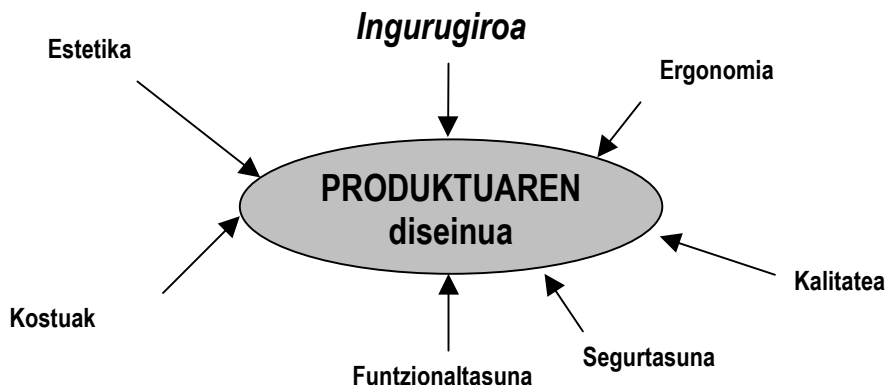 Ingurugiroa
Estetika
Ergonomia
PRODUKTUAREN
diseinua
Kalitatea
Kostuak
Segurtasuna
Funtzionaltasuna